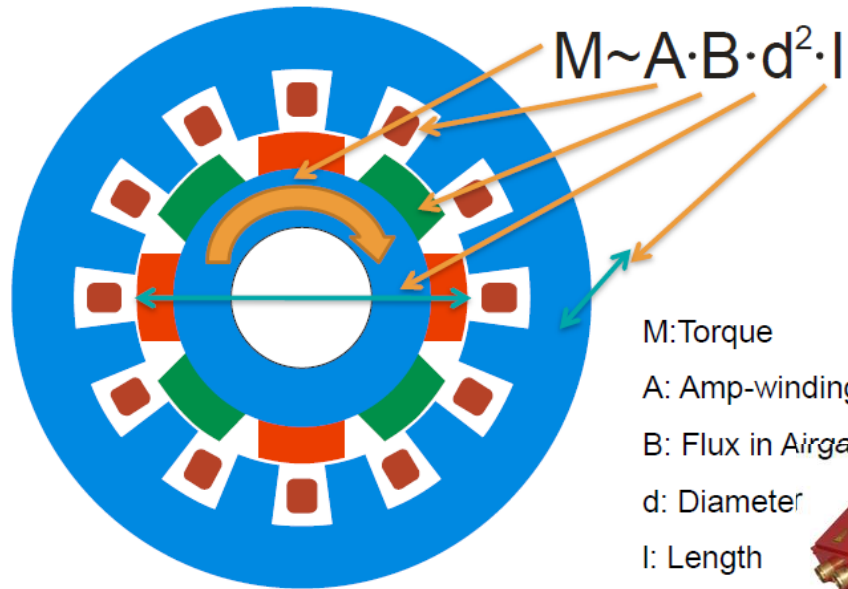 M~A·B·d²·l
M:Torque
A: Amp-winding
B: Flux in Airga
d: Diameter
l: Length